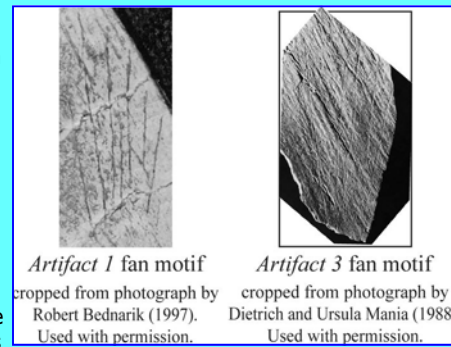 Artifact 1 fan motif
cropped from photograph by
Robert Bednarik (1997).
Used with permission.
Artifact 3 fan motif
cropped from photograph by
Dietrich and Ursula Mania (1988
Used with permission.